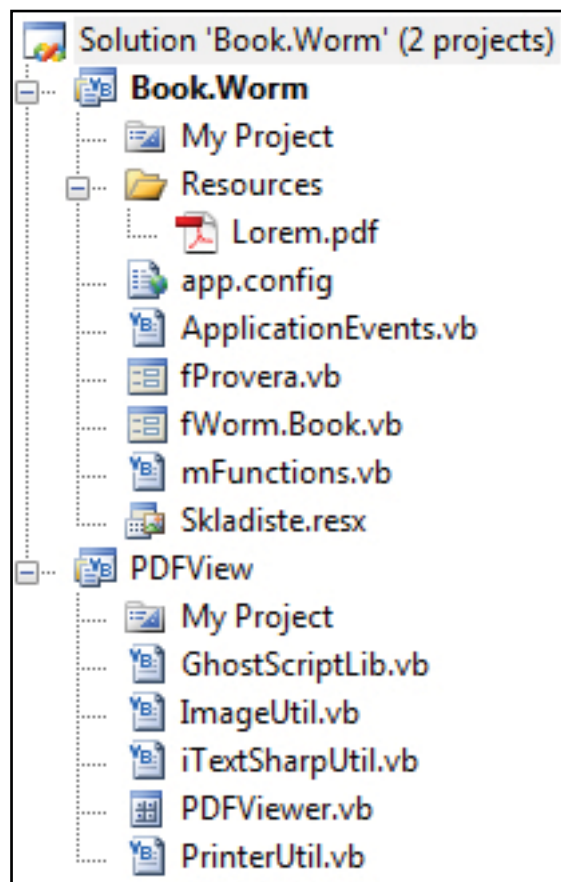 Solution 'Book.Worm' (2 projects)
Book.Worm
My Project
Resources
Lorem.pdf
app.config
ApplicationEvents.vb
fProvera.vb
fWorm.Book.vb
mFunctions.vb
Skladiste.resx
PDFView
My Project
GhostScriptLib.vb
ImageUtil.vb
iTextSharpUtil.vb
PDFViewer.vb
PrinterUtil.vb